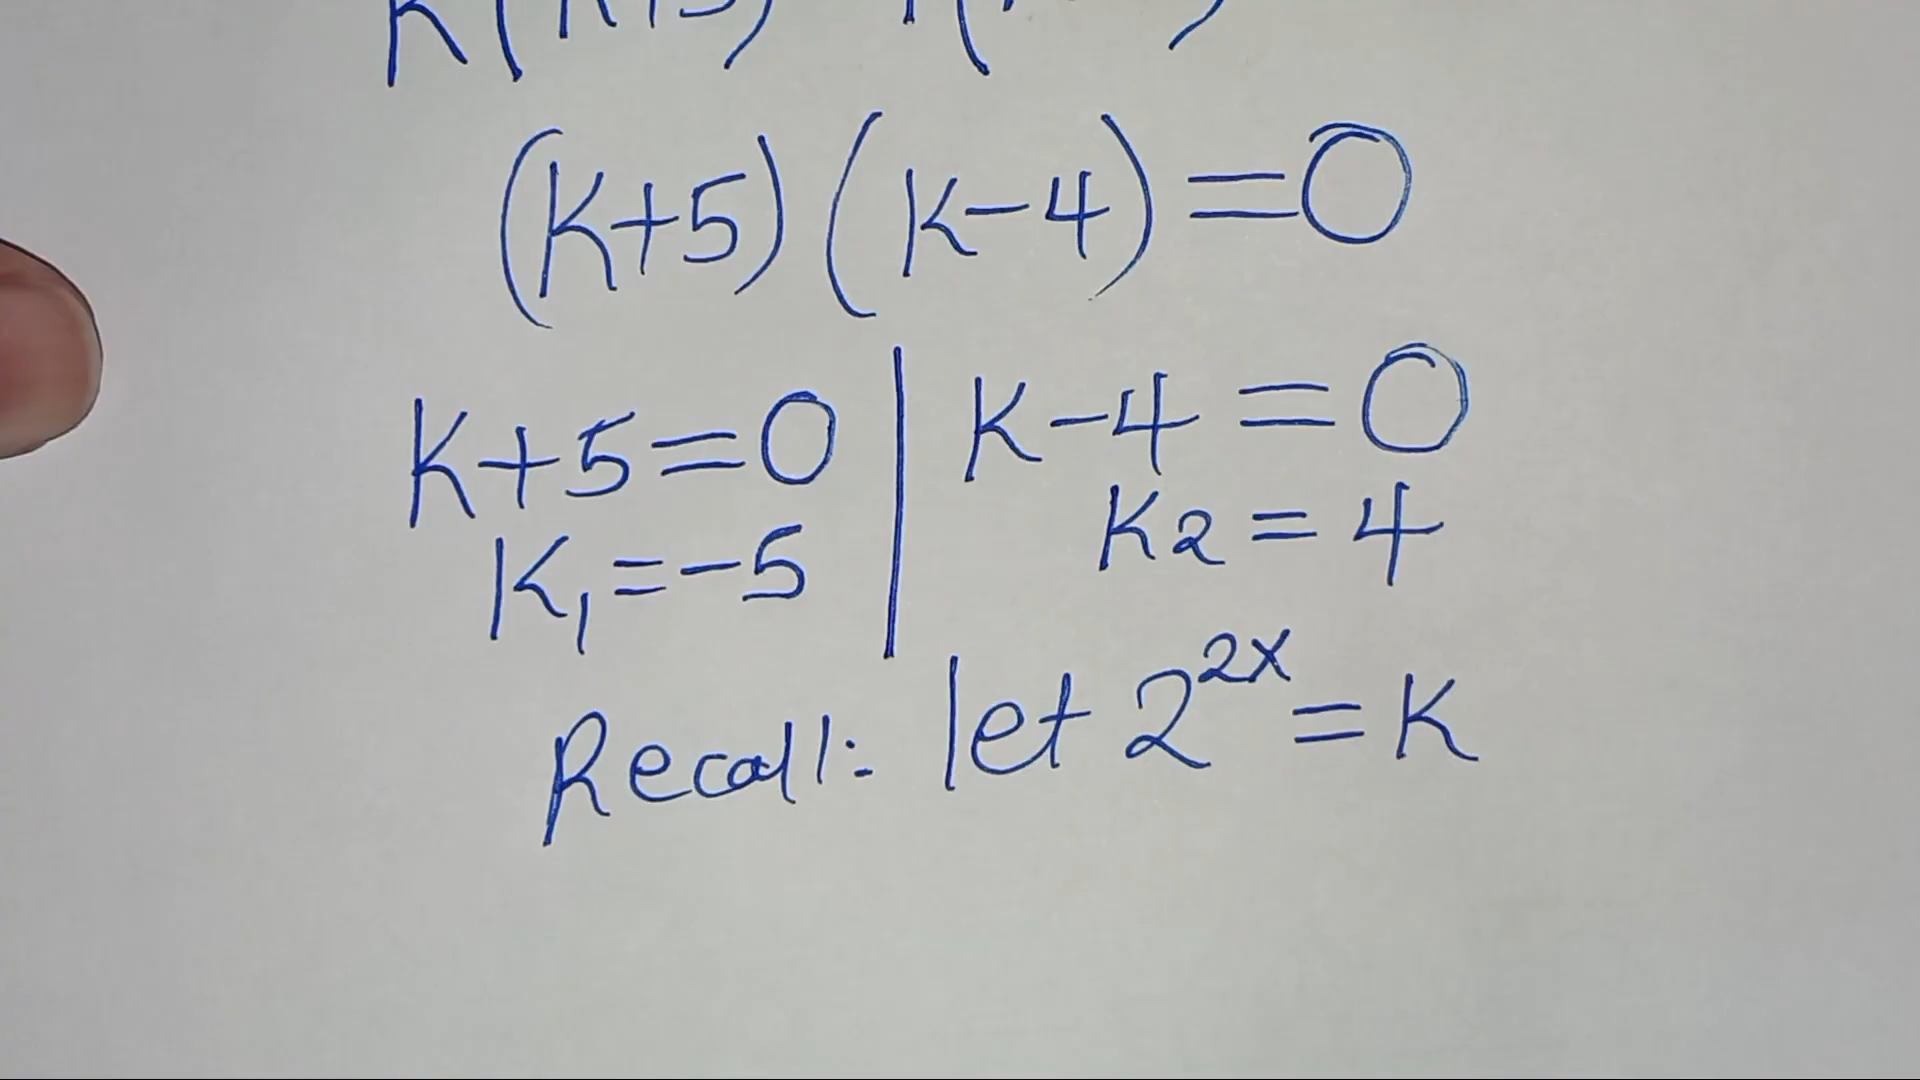 (K+5)(K-4)=0
K+5=0 | K-4=0
K₁=-5 | K2=4
Recall: let 2^{2x}=K